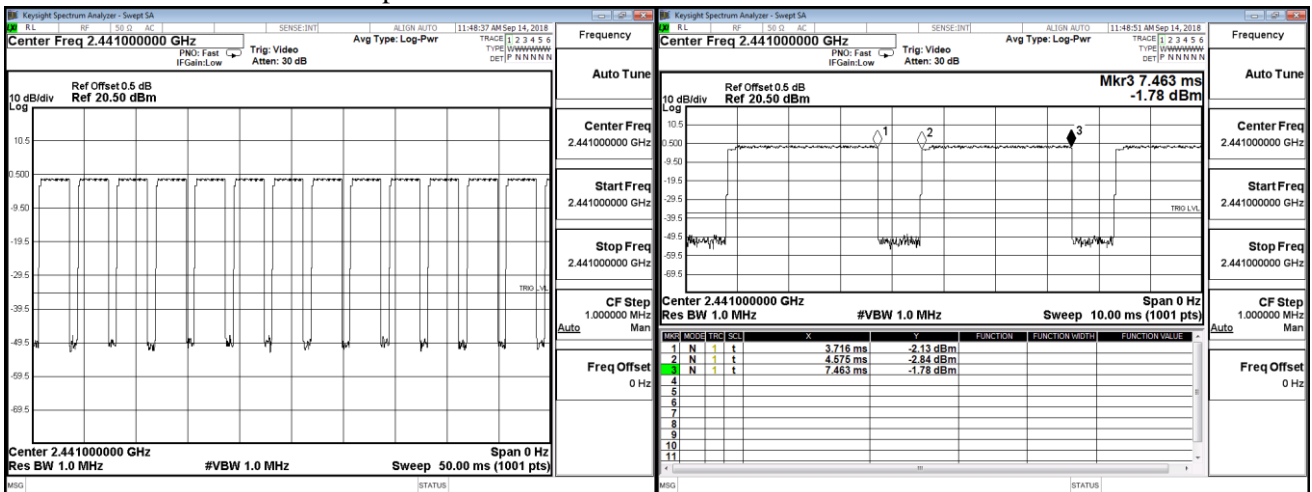 Keysight Spectrum Analyzer - Swept SA
RL RF 50 Ω AC SENSE:INT ALIGN AUTO 11:48:37 AM Sep 14, 2018
Center Freq 2.441000000 GHz
PNO: Fast
IFGain:Low
Trig: Video
Atten: 30 dB
Avg Type: Log-Pwr
TRACE 1 2 3 4 5 6
TYPE WWWWWW
DET P NNNNN
Ref Offset 0.5 dB
10 dB/div Ref 20.50 dBm
Log
10.5
0.500
-9.50
-19.5
-29.5
TRIG LVL
-39.5
-49.5
-59.5
-69.5
Center 2.441000000 GHz Span 0 Hz
Res BW 1.0 MHz #VBW 1.0 MHz Sweep 50.00 ms (1001 pts)
MSG STATUS
Frequency
Auto Tune
Center Freq
2.441000000 GHz
Start Freq
2.441000000 GHz
Stop Freq
2.441000000 GHz
CF Step
1.000000 MHz
Auto Man
Freq Offset
0 Hz
Keysight Spectrum Analyzer - Swept SA
RL RF 50 Ω AC SENSE:INT ALIGN AUTO 11:48:51 AM Sep 14, 2018
Center Freq 2.441000000 GHz
PNO: Fast
IFGain:Low
Trig: Video
Atten: 30 dB
Avg Type: Log-Pwr
TRACE 1 2 3 4 5 6
TYPE WWWWWW
DET P NNNNN
Mkr3 7.463 ms
-1.78 dBm
Ref Offset 0.5 dB
10 dB/div Ref 20.50 dBm
Log
10.5
0.500
-9.50
-19.5
-29.5
-39.5
-49.5
-59.5
-69.5
1
2
3
TRIG LVL
Center 2.441000000 GHz Span 0 Hz
Res BW 1.0 MHz #VBW 1.0 MHz Sweep 10.00 ms (1001 pts)
MKR MODE TRC SCL X Y FUNCTION FUNCTION WIDTH FUNCTION VALUE
1 N 1 t 3.716 ms -2.13 dBm
2 N 1 t 4.575 ms -2.84 dBm
3 N 1 t 7.463 ms -1.78 dBm
4
5
6
7
8
9
10
11
MSG STATUS
Frequency
Auto Tune
Center Freq
2.441000000 GHz
Start Freq
2.441000000 GHz
Stop Freq
2.441000000 GHz
CF Step
1.000000 MHz
Auto Man
Freq Offset
0 Hz